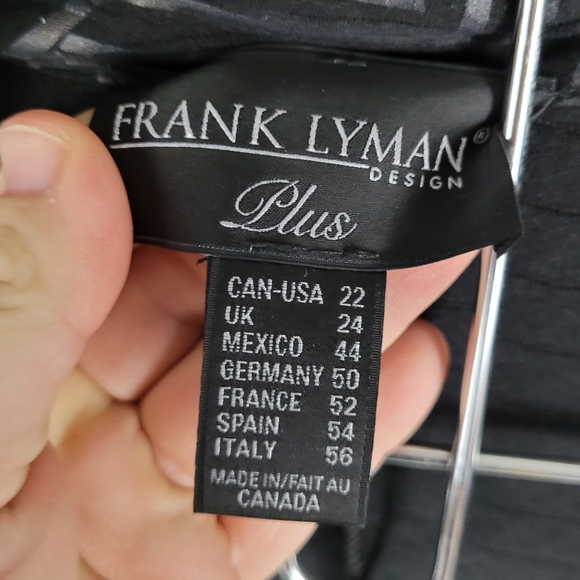 FRANK LYMAN®
DESIGN
Plus
CAN-USA 22
UK 24
MEXICO 44
GERMANY 50
FRANCE 52
SPAIN 54
ITALY 56
MADE IN/FAIT AU
CANADA